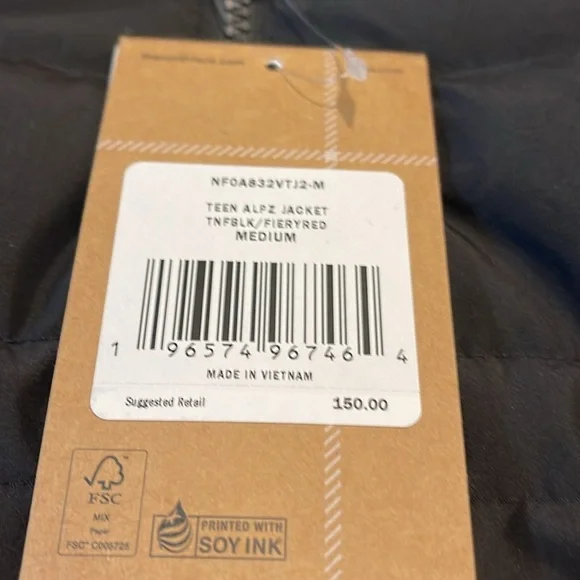 NF0A832VTJ2-M
TEEN ALPZ JACKET
TNFBLK/FIERYRED
MEDIUM
1 96574 96746 4
MADE IN VIETNAM
Suggested Retail 150.00
FSC
MIX
Paper
FSC® C005725
PRINTED WITH
SOY INK